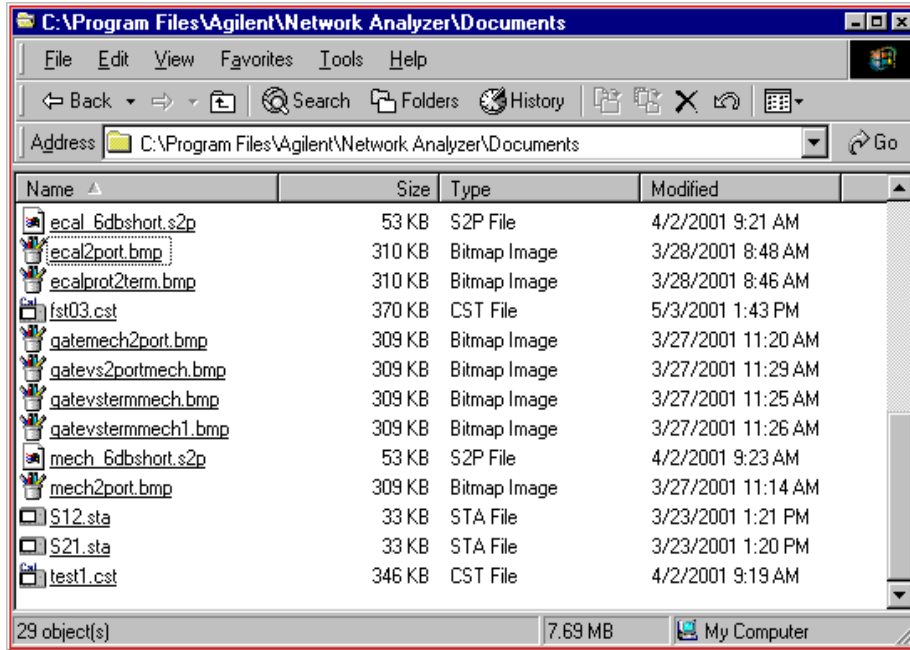 C:\Program Files\Agilent\Network Analyzer\Documents
File Edit View Favorites Tools Help
Back Search Folders History
Address C:\Program Files\Agilent\Network Analyzer\Documents Go
Name Size Type Modified
ecal_6dbshort.s2p 53 KB S2P File 4/2/2001 9:21 AM
ecal2port.bmp 310 KB Bitmap Image 3/28/2001 8:48 AM
ecalprot2term.bmp 310 KB Bitmap Image 3/28/2001 8:46 AM
Cal fst03.cst 370 KB CST File 5/3/2001 1:43 PM
gatemech2port.bmp 309 KB Bitmap Image 3/27/2001 11:20 AM
gatevs2portmech.bmp 309 KB Bitmap Image 3/27/2001 11:29 AM
gatevstermmech.bmp 309 KB Bitmap Image 3/27/2001 11:25 AM
gatevstermmech1.bmp 309 KB Bitmap Image 3/27/2001 11:26 AM
mech_6dbshort.s2p 53 KB S2P File 4/2/2001 9:23 AM
mech2port.bmp 309 KB Bitmap Image 3/27/2001 11:14 AM
S12.sta 33 KB STA File 3/23/2001 1:21 PM
S21.sta 33 KB STA File 3/23/2001 1:20 PM
Cal test1.cst 346 KB CST File 4/2/2001 9:19 AM
29 object(s) 7.69 MB My Computer